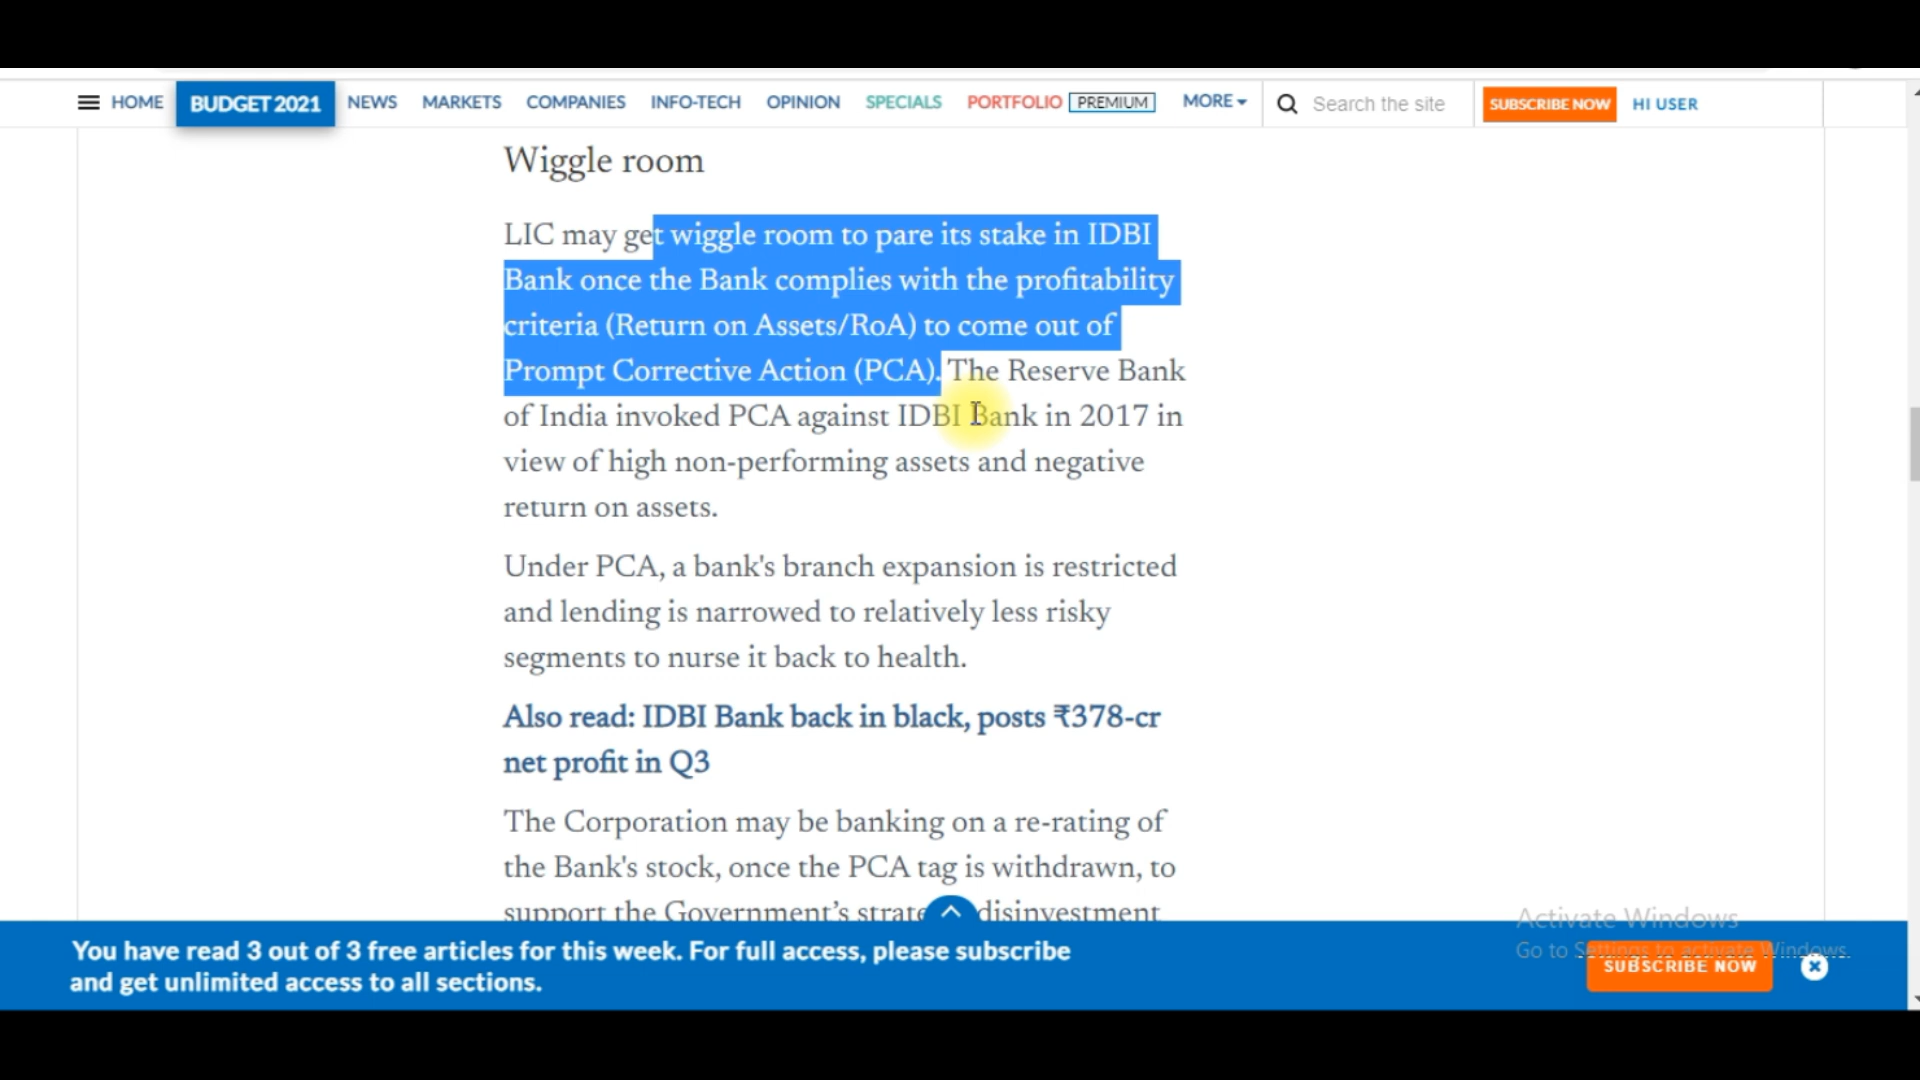 HOME BUDGET 2021 NEWS MARKETS COMPANIES INFO-TECH OPINION SPECIALS PORTFOLIO PREMIUM MORE Search the site SUBSCRIBE NOW HI USER
Wiggle room
LIC may get wiggle room to pare its stake in IDBI
Bank once the Bank complies with the profitability
criteria (Return on Assets/RoA) to come out of
Prompt Corrective Action (PCA). The Reserve Bank
of India invoked PCA against IDBI Bank in 2017 in
view of high non-performing assets and negative
return on assets.
Under PCA, a bank's branch expansion is restricted
and lending is narrowed to relatively less risky
segments to nurse it back to health.
Also read: IDBI Bank back in black, posts ₹378-cr
net profit in Q3
The Corporation may be banking on a re-rating of
the Bank's stock, once the PCA tag is withdrawn, to
support the Government's disinvestment
Activate Windows
Go to Settings to activate Windows.
You have read 3 out of 3 free articles for this week. For full access, please subscribe
and get unlimited access to all sections.
SUBSCRIBE NOW